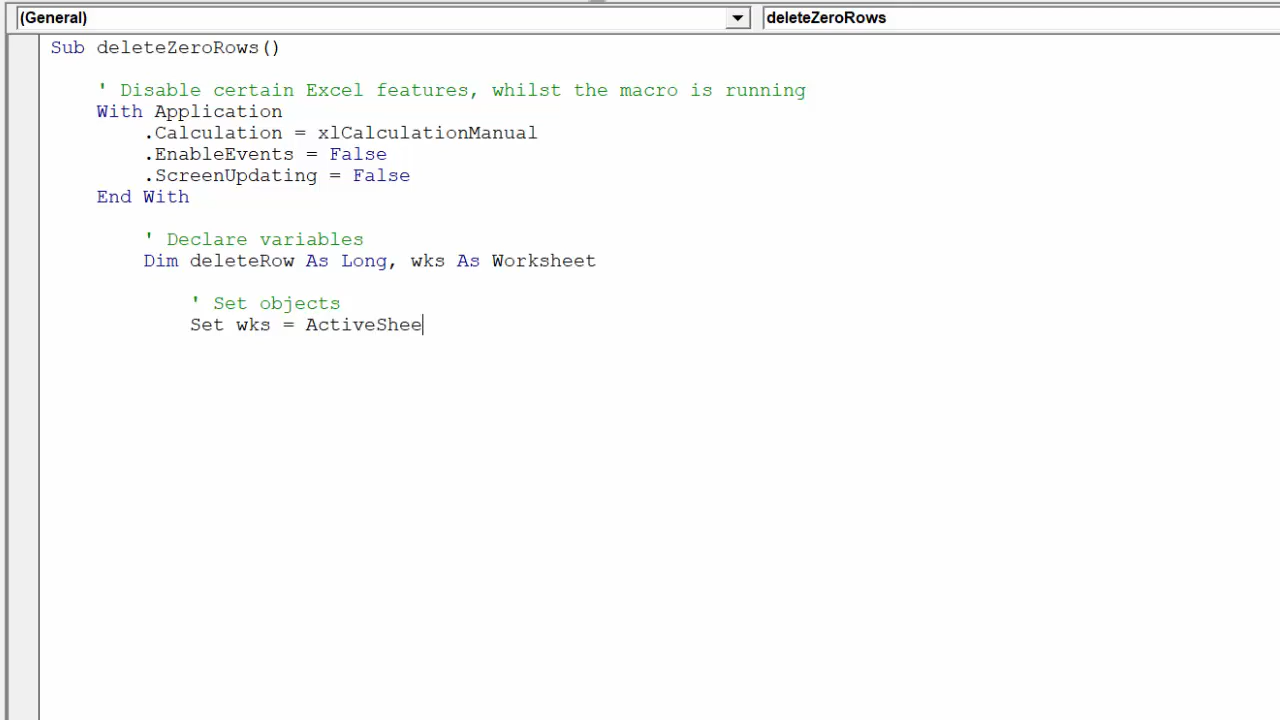 (General)
deleteZeroRows
Sub deleteZeroRows()
' Disable certain Excel features, whilst the macro is running
With Application
.Calculation = xlCalculationManual
.EnableEvents = False
.ScreenUpdating = False
End With
' Declare variables
Dim deleteRow As Long, wks As Worksheet
' Set objects
Set wks = ActiveShee